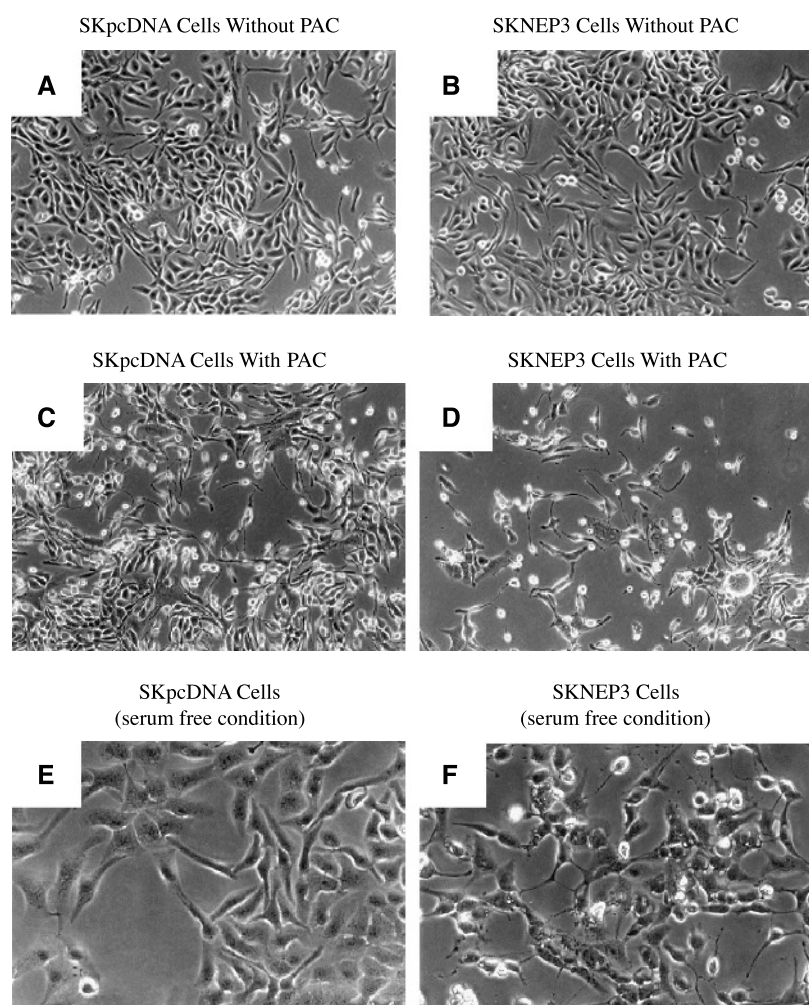 SKpcDNA Cells Without PAC
SKNEP3 Cells Without PAC
A
B
SKpcDNA Cells With PAC
SKNEP3 Cells With PAC
C
D
SKpcDNA Cells
(serum free condition)
SKNEP3 Cells
(serum free condition)
E
F